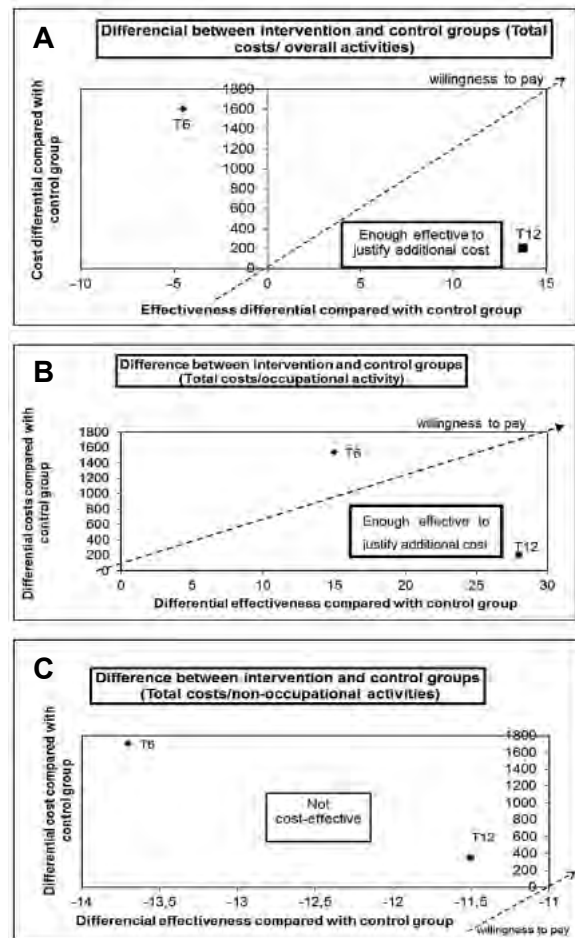 A
Differencial between intervention and control groups (Total
costs/ overall activities)
willingness to pay
1800
1600
1400
1200
1000
800
600
400
200
0
T6
T12
Enough effective to
justify additional cost
−10
−5
0
5
10
15
Cost differential compared with
control group
Effectiveness differential compared with control group
B
Difference between intervention and control groups
(Total costs/occupational activity)
willingness to pay
1800
1600
1400
1200
1000
800
600
400
200
0
T6
T12
Enough effective to
justify additional cost
0
5
10
15
20
25
30
Differential costs compared with
control group
Differential effectiveness compared with control group
C
Difference between intervention and control groups
(Total costs/non-occupational activities)
1800
1600
1400
1200
1000
800
600
400
200
0
T6
T12
Not
cost-effective
-14
-13,5
-13
-12,5
-12
-11,5
-11
Differential cost compared with
control group
Differencial effectiveness compared with control group
willingness to pay